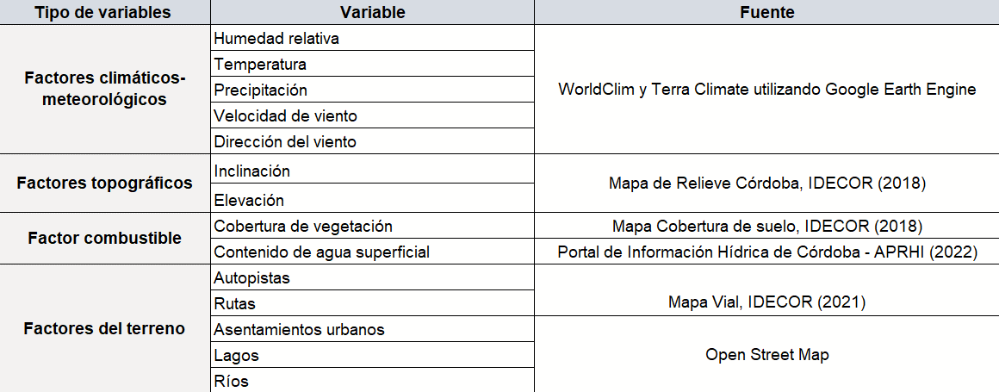 Tipo de variables Variable Fuente
Factores climáticos-
meteorológicos
Humedad relativa
Temperatura
Precipitación
Velocidad de viento
Dirección del viento
WorldClim y Terra Climate utilizando Google Earth Engine
Factores topográficos
Inclinación
Elevación
Mapa de Relieve Córdoba, IDECOR (2018)
Factor combustible
Cobertura de vegetación Mapa Cobertura de suelo, IDECOR (2018)
Contenido de agua superficial Portal de Información Hídrica de Córdoba - APRHI (2022)
Factores del terreno
Autopistas
Rutas
Mapa Vial, IDECOR (2021)
Asentamientos urbanos
Lagos
Ríos
Open Street Map